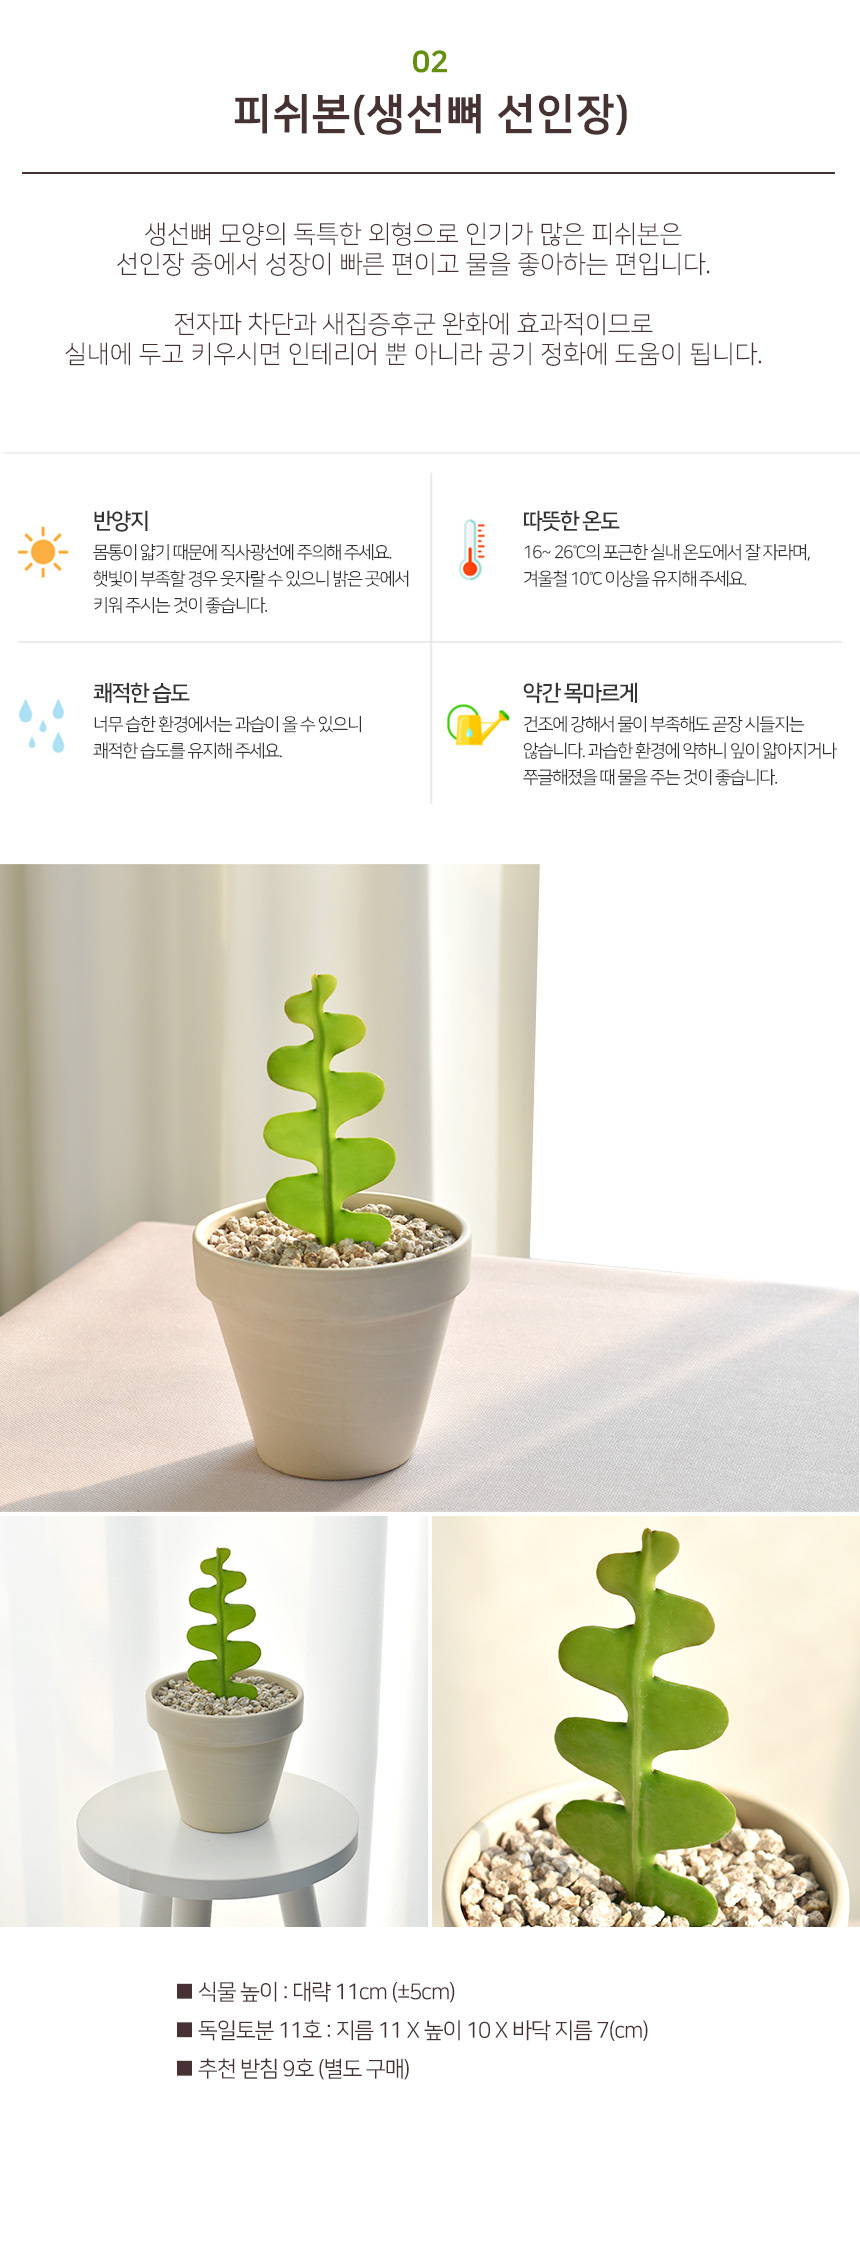 02
피쉬본(생선뼈 선인장)
생선뼈 모양의 독특한 외형으로 인기가 많은 피쉬본은
선인장 중에서 성장이 빠른 편이고 물을 좋아하는 편입니다.
전자파 차단과 새집증후군 완화에 효과적이므로
실내에 두고 키우시면 인테리어 뿐 아니라 공기 정화에 도움이 됩니다.
반양지
몸통이 얇기 때문에 직사광선에 주의해 주세요.
햇빛이 부족할 경우 웃자랄 수 있으니 밝은 곳에서
키워 주시는 것이 좋습니다.
따뜻한 온도
16~ 26℃의 포근한 실내 온도에서 잘 자라며,
겨울철 10℃ 이상을 유지해 주세요.
쾌적한 습도
너무 습한 환경에서는 과습이 올 수 있으니
쾌적한 습도를 유지해 주세요.
약간 목마르게
건조에 강해서 물이 부족해도 곧장 시들지는
않습니다. 과습한 환경에 약하니 잎이 얇아지거나
쭈글해졌을 때 물을 주는 것이 좋습니다.
■ 식물 높이 : 대략 11cm (±5cm)
■ 독일토분 11호 : 지름 11 X 높이 10 X 바닥 지름 7(cm)
■ 추천 받침 9호 (별도 구매)